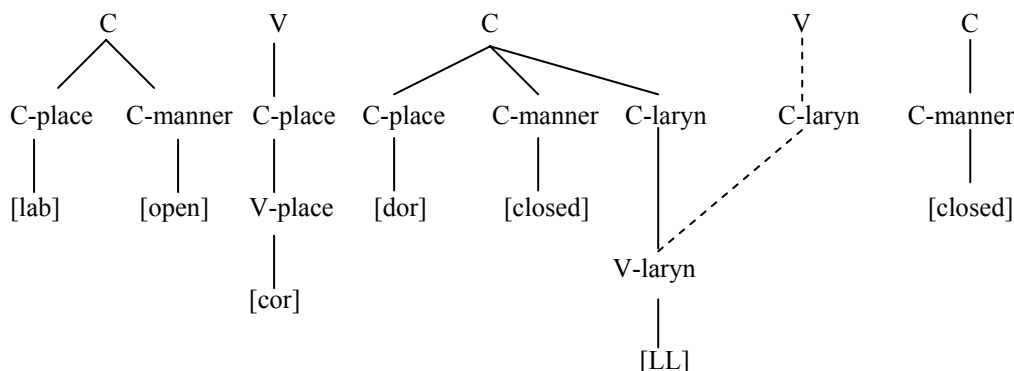 C V C V C
C-place C-manner C-place C-place C-manner C-laryn C-laryn C-manner
[lab] [open] V-place [dor] [closed] [closed]
V-laryn
[cor]
[LL]